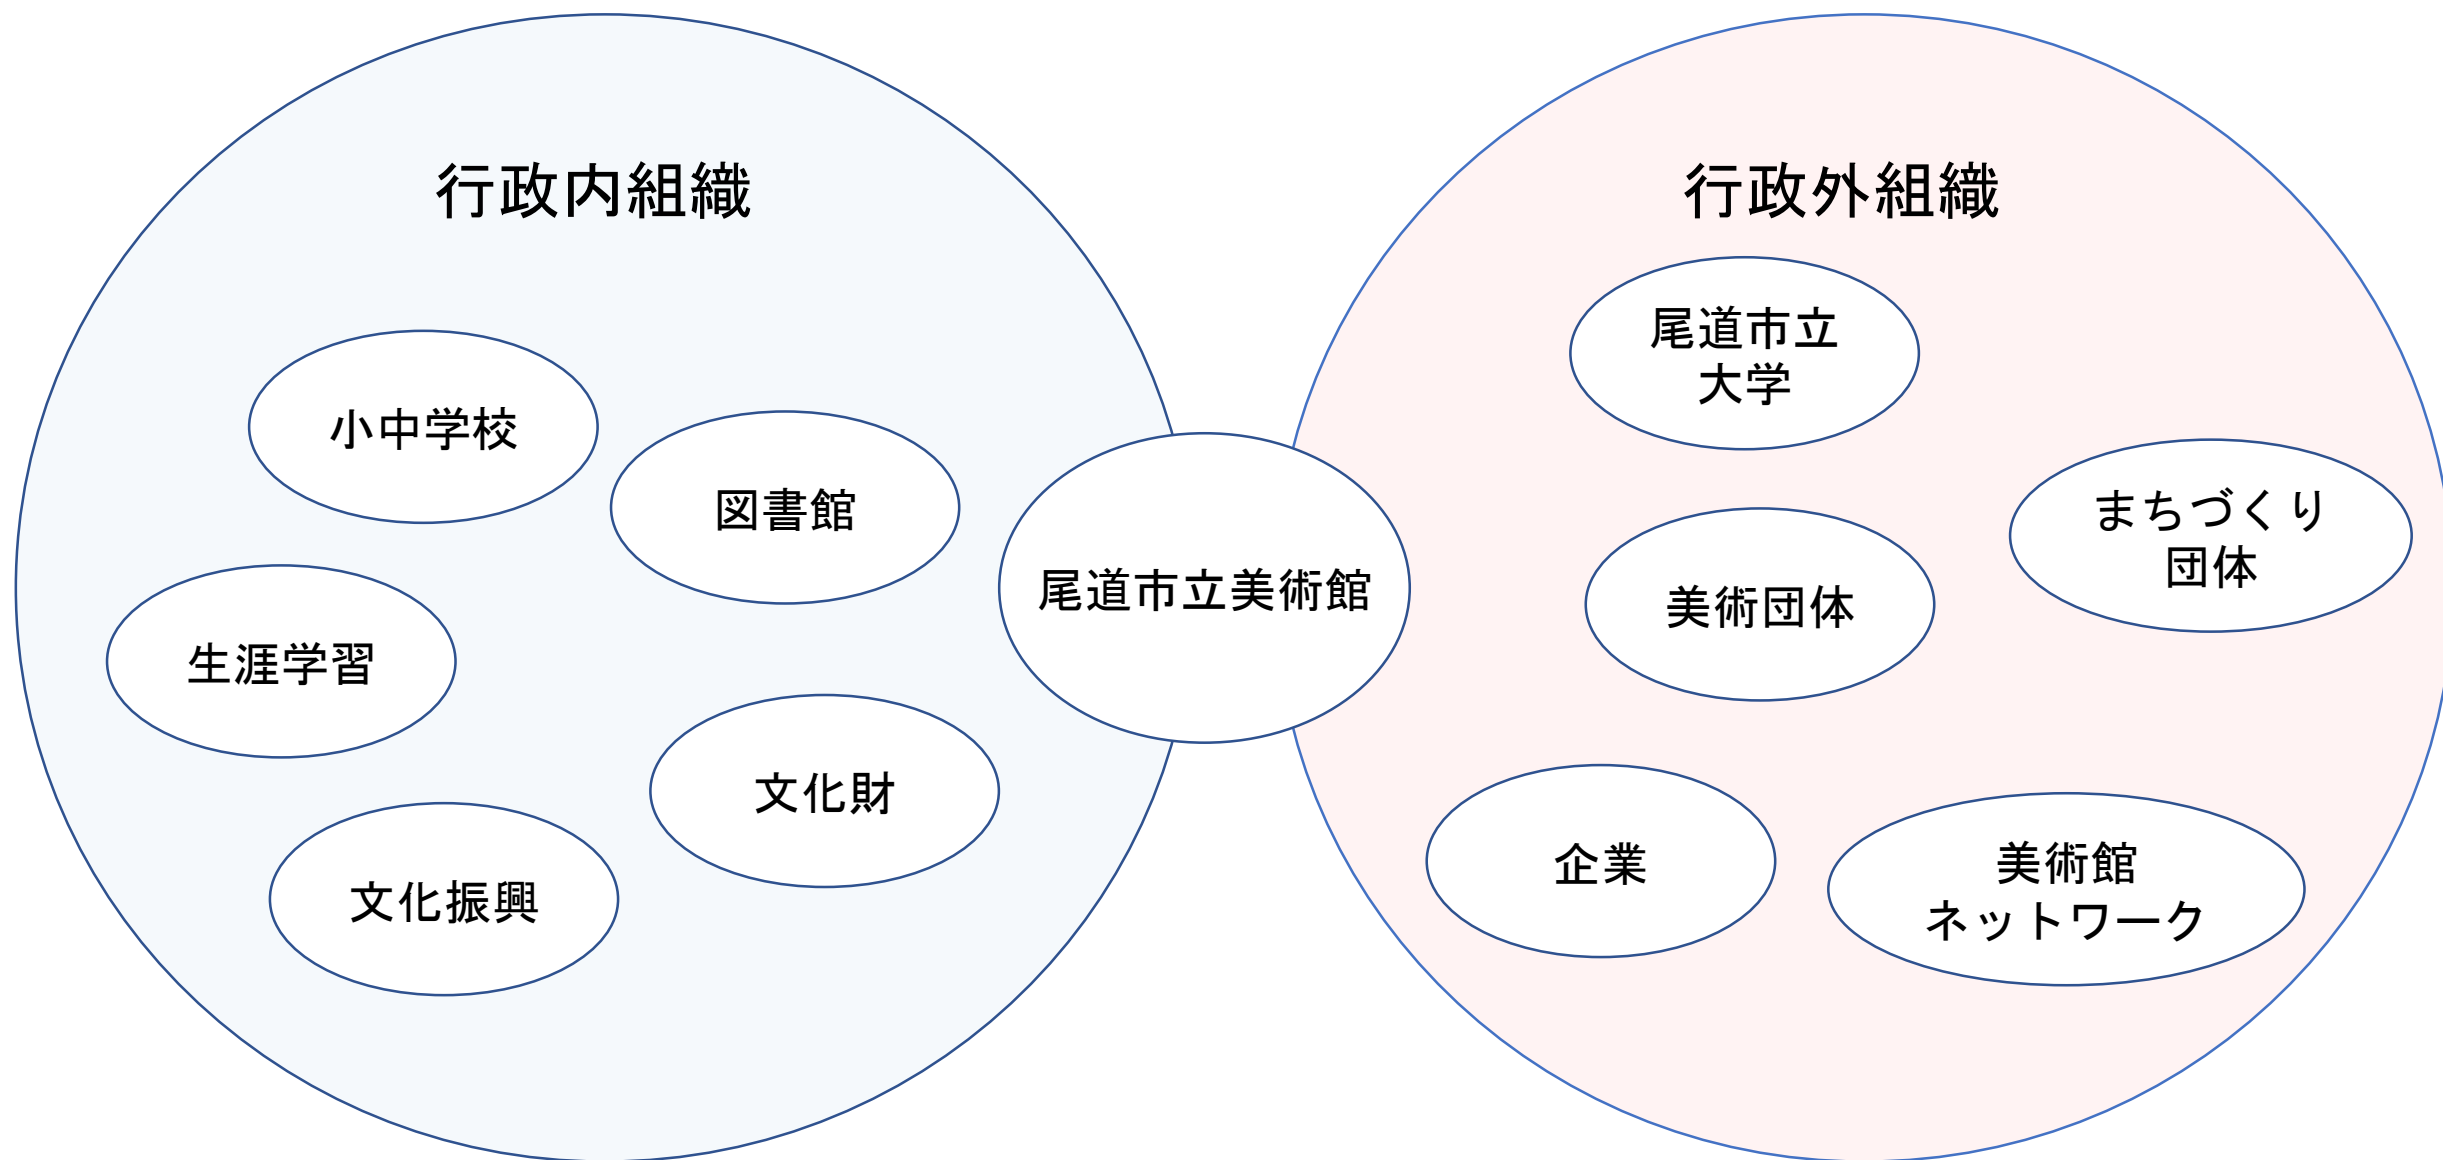 行政内組織
小中学校
図書館
生涯学習
文化財
文化振興
尾道市立美術館
行政外組織
尾道市立
大学
まちづくり
団体
美術団体
企業
美術館
ネットワーク